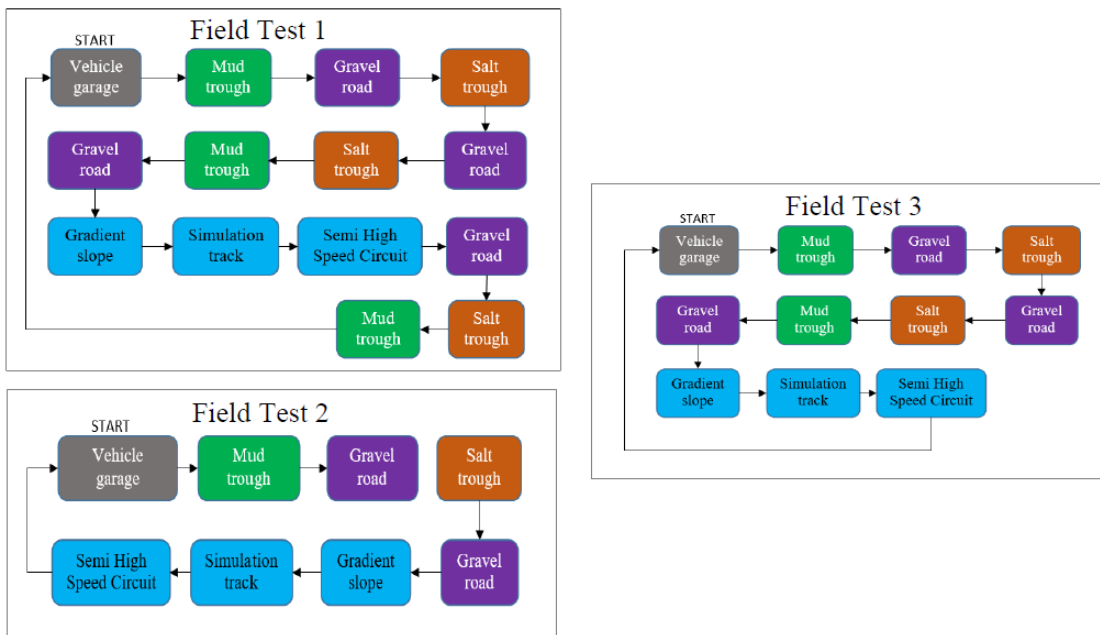 Field Test 1
START
Vehicle
garage
Mud
trough
Gravel
road
Salt
trough
Gravel
road
Mud
trough
Salt
trough
Gravel
road
Gradient
slope
Simulation
track
Semi High
Speed Circuit
Gravel
road
Mud
trough
Salt
trough
Field Test 2
START
Vehicle
garage
Mud
trough
Gravel
road
Salt
trough
Semi High
Speed Circuit
Simulation
track
Gradient
slope
Gravel
road
Field Test 3
START
Vehicle
garage
Mud
trough
Gravel
road
Salt
trough
Gravel
road
Mud
trough
Salt
trough
Gravel
road
Gradient
slope
Simulation
track
Semi High
Speed Circuit